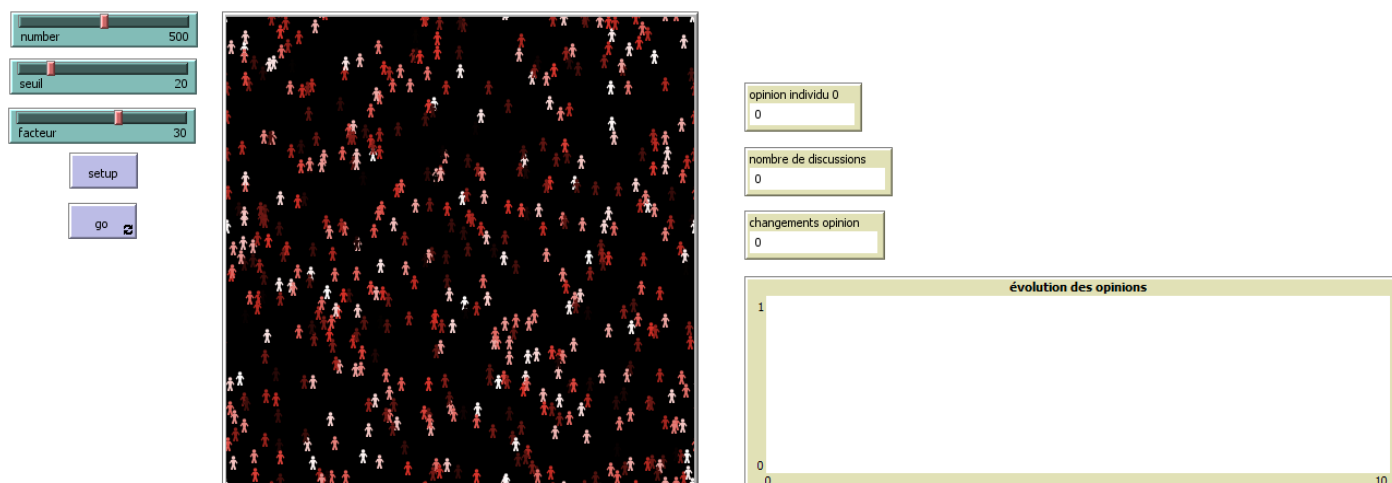 number 500
seuil 20
facteur 30
setup
go
opinion individu 0
0
nombre de discussions
0
changements opinion
0
évolution des opinions
1
0
0 10